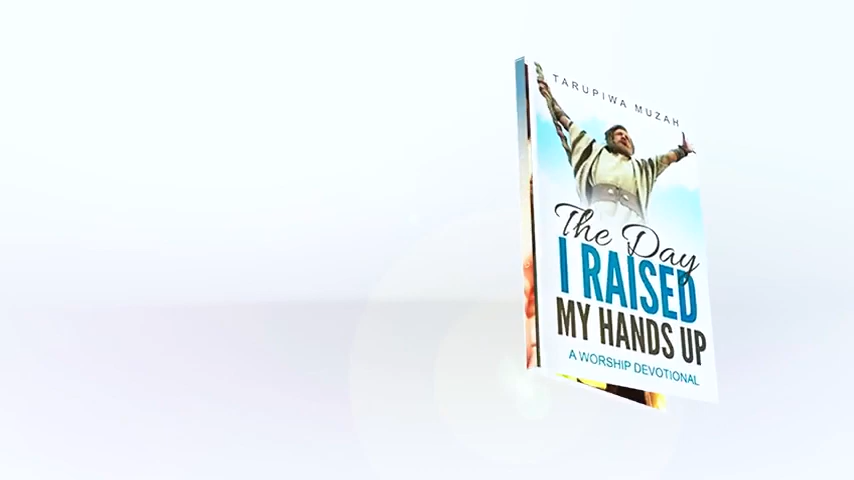 TARUPIWA MUZAH
The Day
I RAISED
MY HANDS UP
A WORSHIP DEVOTIONAL